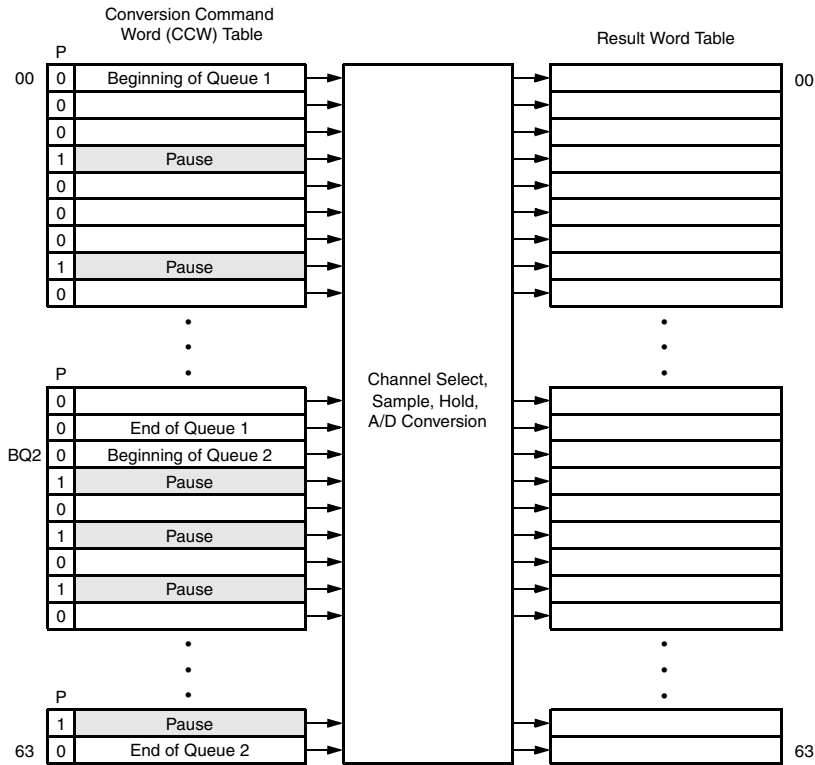 Conversion Command
Word (CCW) Table
Result Word Table
P
00 0 Beginning of Queue 1 00
0
0
1 Pause
0
0
0
1 Pause
0
P
0
0 End of Queue 1
BQ2 0 Beginning of Queue 2
1 Pause
0
1 Pause
0
1 Pause
0
Channel Select,
Sample, Hold,
A/D Conversion
P
1 Pause
63 0 End of Queue 2 63